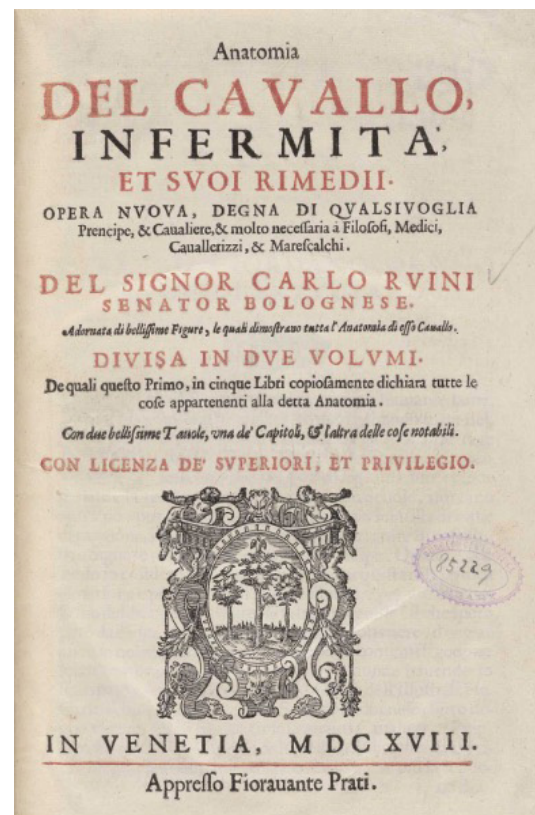 Anatomia
DEL CAVALLO,
INFERMITA',
ET SVOI RIMEDII.
OPERA NVOVA, DEGNA DI QVALSIVOGLIA
Prencipe, & Caualiere, & molto neceſſaria à Filoſofi, Medici,
Cauallerizzi, & Mareſcalchi.
DEL SIGNOR CARLO RVINI
SENATOR BOLOGNESE.
Adornata di belliſſime Figure, le quali dimoſtrano tutta l'Anatomia di eſſo Cauallo.
DIVISA IN DVE VOLVMI.
De quali queſto Primo, in cinque Libri copioſamente dichiara tutte le
coſe appartenenti alla detta Anatomia.
Con due belliſſime Tauole, vna de' Capitoli, & l'altra delle coſe notabili.
CON LICENZA DE' SVPERIORI, ET PRIVILEGIO.
85229
IN VENETIA, MDCXVIII.
Appreſſo Fiorauante Prati.